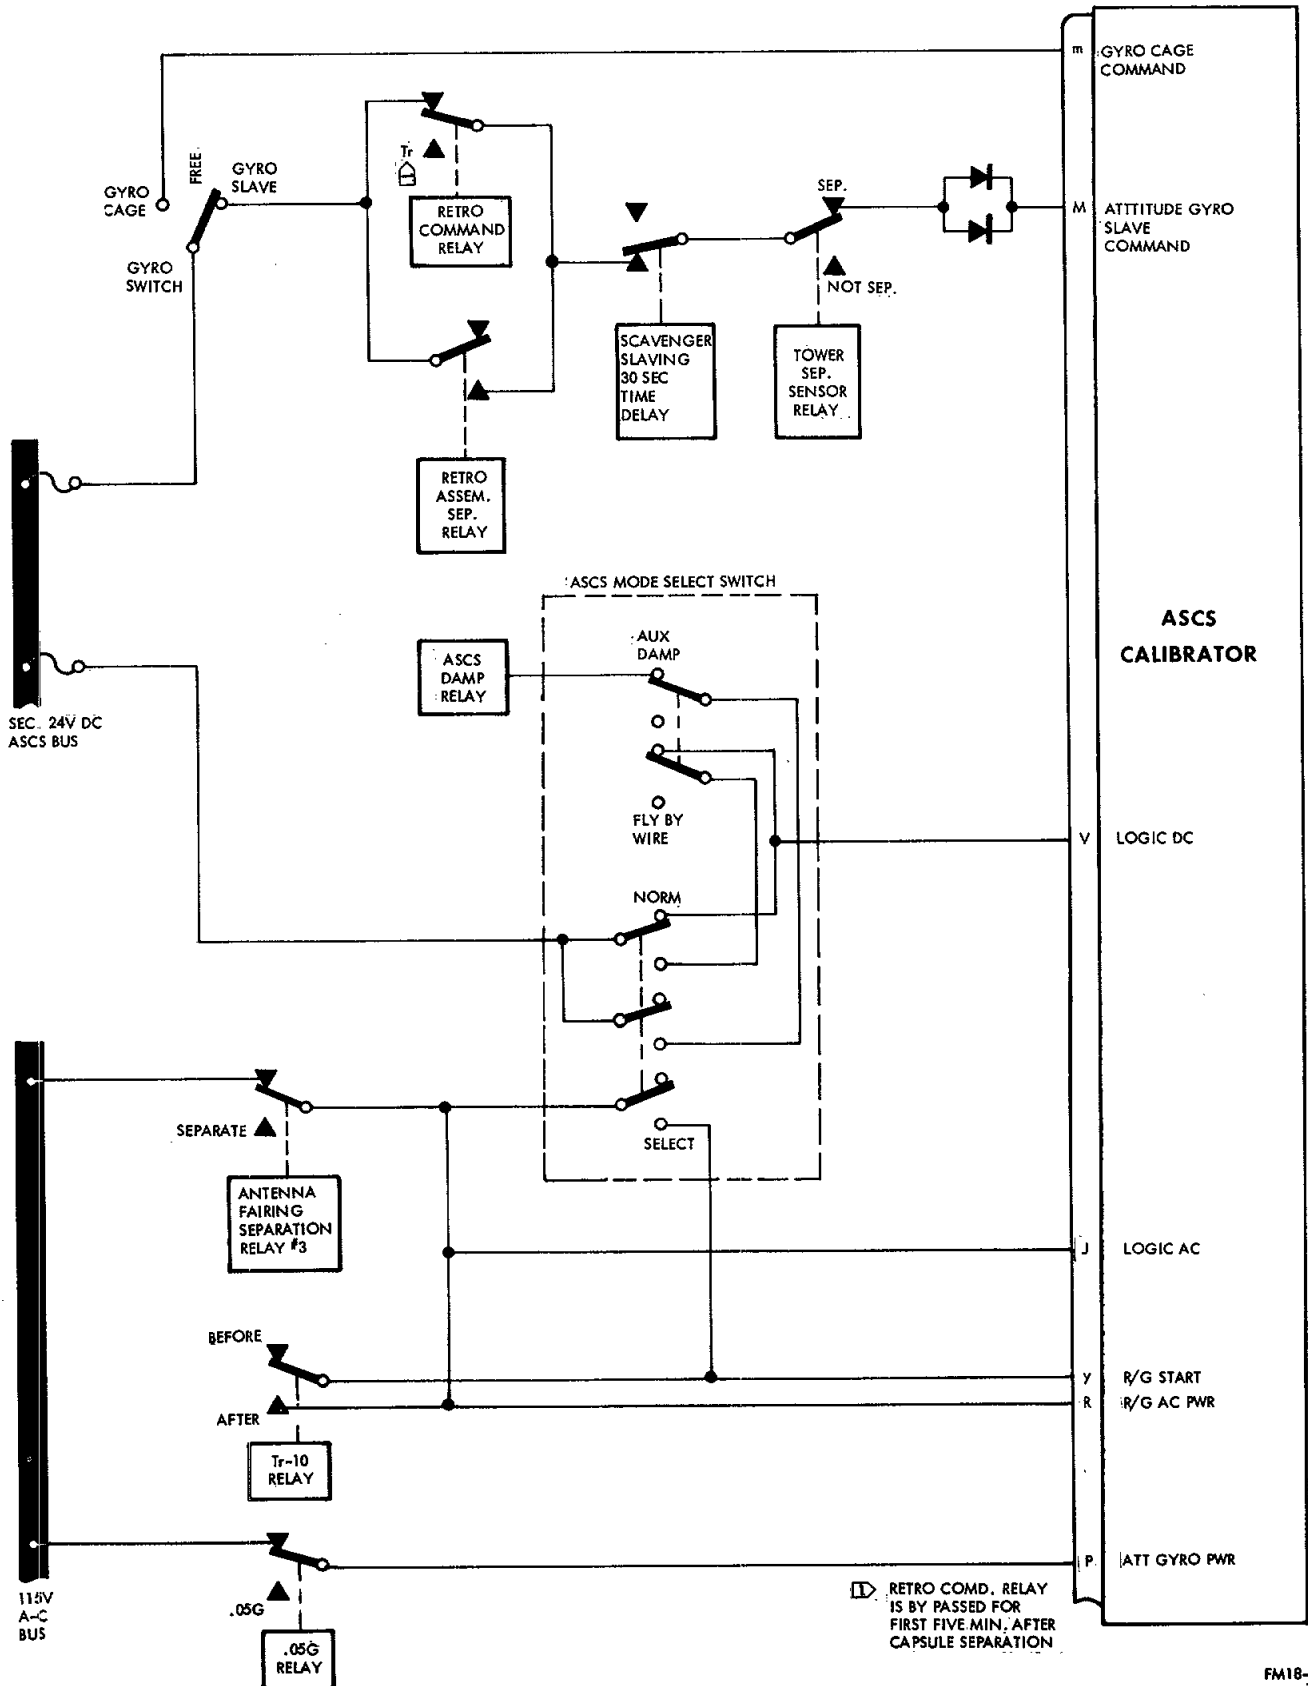 m GYRO CAGE
COMMAND
FREE
GYRO
SLAVE
GYRO
CAGE
GYRO
SWITCH
Tr
1
RETRO
COMMAND
RELAY
SEP.
NOT SEP.
M ATTTITUDE GYRO
SLAVE
COMMAND
SCAVENGER
SLAVING
30 SEC
TIME
DELAY
TOWER
SEP.
SENSOR
RELAY
RETRO
ASSEM.
SEP.
RELAY
SEC. 24V DC
ASCS BUS
ASCS MODE SELECT SWITCH
ASCS
DAMP
RELAY
AUX
DAMP
FLY BY
WIRE
NORM
SELECT
ASCS
CALIBRATOR
V LOGIC DC
SEPARATE
ANTENNA
FAIRING
SEPARATION
RELAY #3
J LOGIC AC
BEFORE
AFTER
Tr-10
RELAY
y R/G START
R R/G AC PWR
P ATT GYRO PWR
.05G
.05G
RELAY
115V
A-C
BUS
1 RETRO COMD. RELAY
IS BY PASSED FOR
FIRST FIVE MIN. AFTER
CAPSULE SEPARATION
FM18-